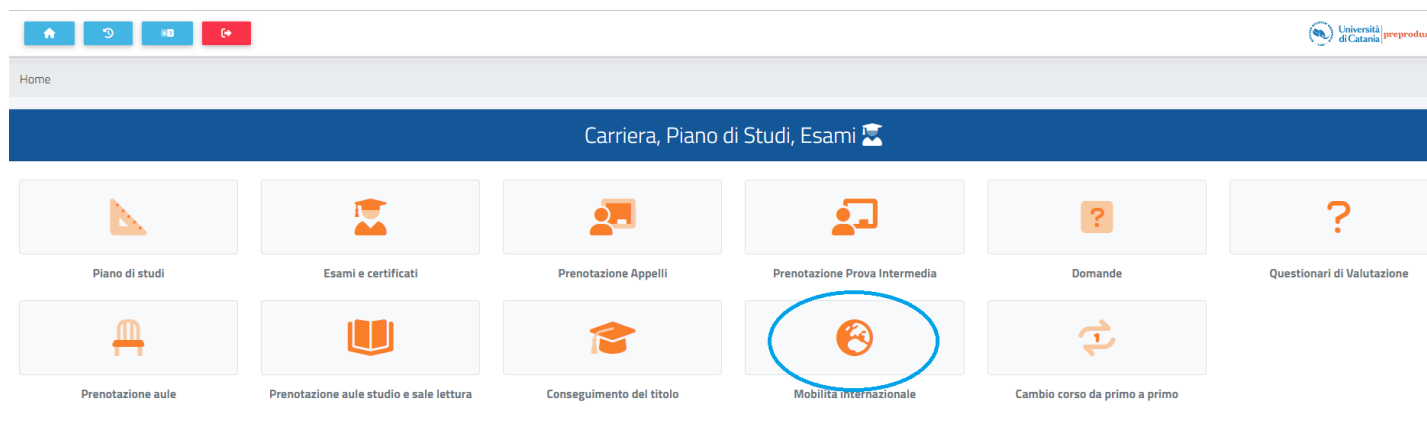 Università
di Catania preproduz
Home
Carriera, Piano di Studi, Esami
Piano di studi
Esami e certificati
Prenotazione Appelli
Prenotazione Prova Intermedia
Domande
Questionari di Valutazione
Prenotazione aule
Prenotazione aule studio e sale lettura
Conseguimento del titolo
Mobilità internazionale
1
Cambio corso da primo a primo